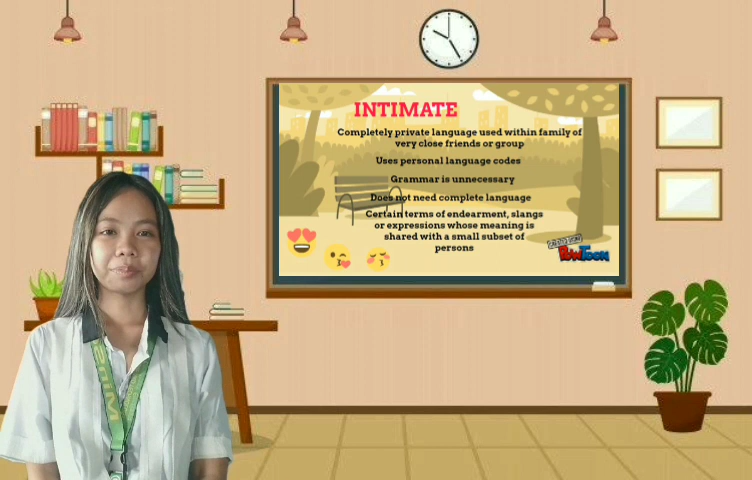 INTIMATE
Completely private language used within family of
very close friends or group
Uses personal language codes
Grammar is unnecessary
Does not need complete language
Certain terms of endearment, slangs
or expressions whose meaning is
shared with a small subset of
persons
CREATED USING
PowToon